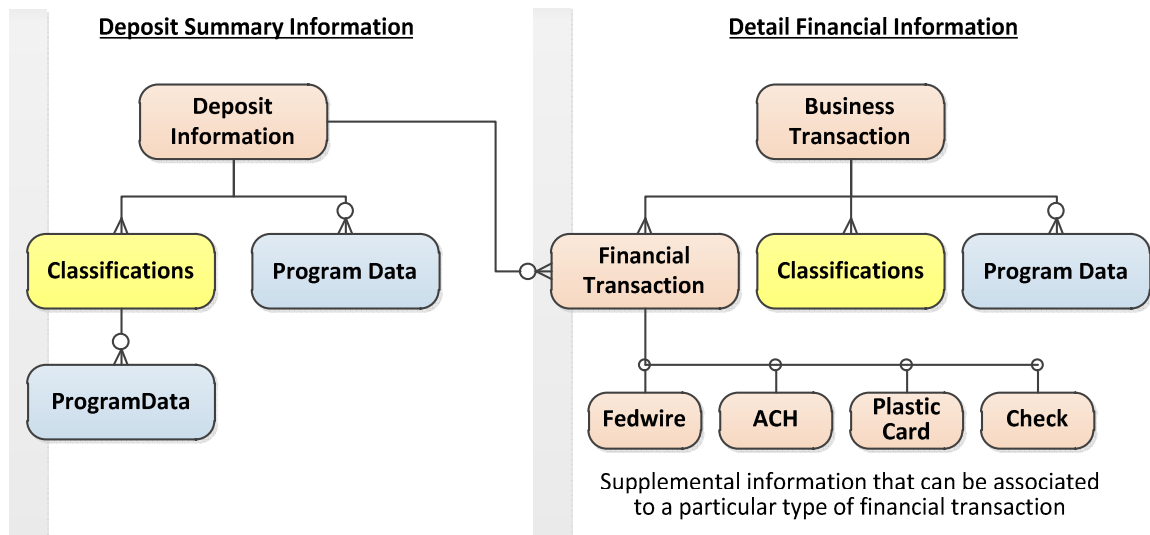 Deposit Summary Information
Detail Financial Information
Deposit
Information
Business
Transaction
Classifications
Program Data
Financial
Transaction
Classifications
Program Data
ProgramData
Fedwire
ACH
Plastic
Card
Check
Supplemental information that can be associated
to a particular type of financial transaction